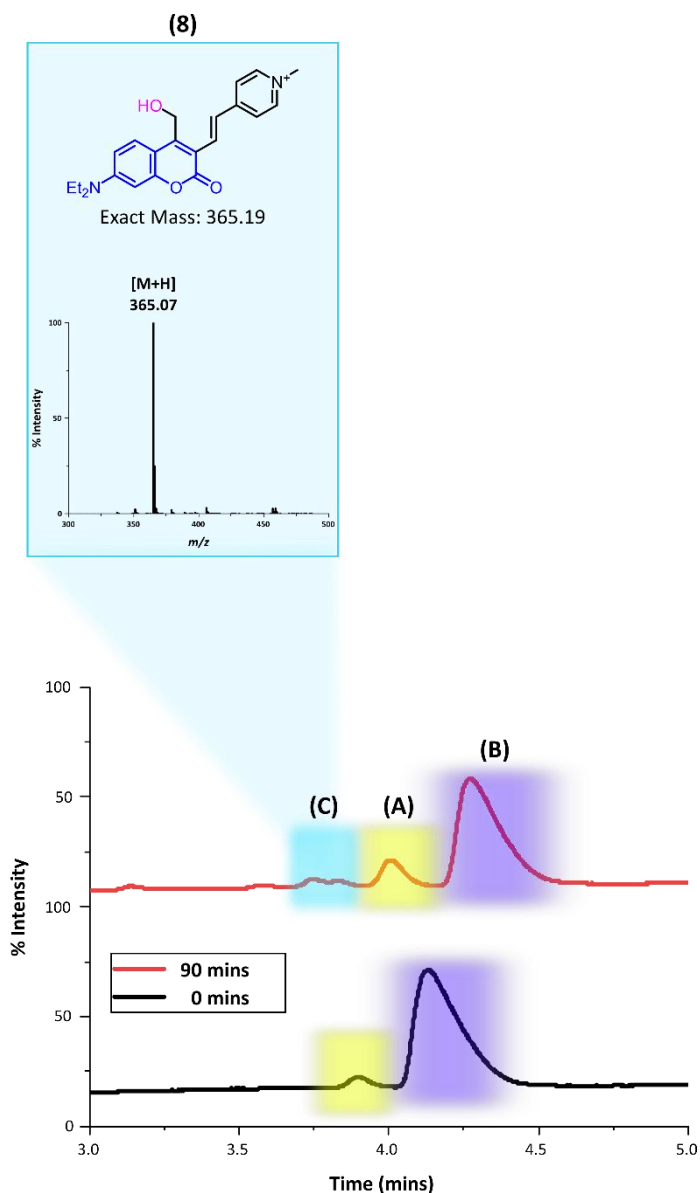 (8)
HO
N+
Et2N
O
O
Exact Mass: 365.19
[M+H]
365.07
100
50
0
% Intensity
300
350
400
450
500
m/z
100
50
100
50
0
% Intensity
(B)
(C)
(A)
90 mins
0 mins
3.0
3.5
4.0
4.5
5.0
Time (mins)